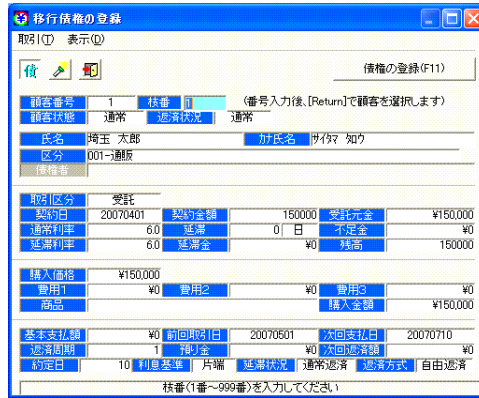 移行債権の登録
取引(T) 表示(D)
債 債権の登録(F11)
顧客番号 1 枝番 1 (番号入力後、[Return]で顧客を選択します)
顧客状態 通常 返済状況 通常
氏名 埼玉 太郎 カナ氏名 ｻｲﾀﾏ ﾀﾛｳ
区分 001-通販
債権者
取引区分 受託
契約日 20070401 契約金額 150000 受託元金 ¥150,000
通常利率 6.0 延滞 0 日 不足金 ¥0
延滞利率 6.0 延滞金 ¥0 残高 150000
購入価格 ¥150,000
費用1 ¥0 費用2 ¥0 費用3 ¥0
商品 購入金額 ¥150,000
基本支払額 ¥0 前回取引日 20070501 次回支払日 20070710
返済周期 1 預り金 ¥0 次回返済額 ¥0
約定日 10 利息基準 片端 延滞状況 通常返済 返済方式 自由返済
枝番(1番～999番)を入力してください